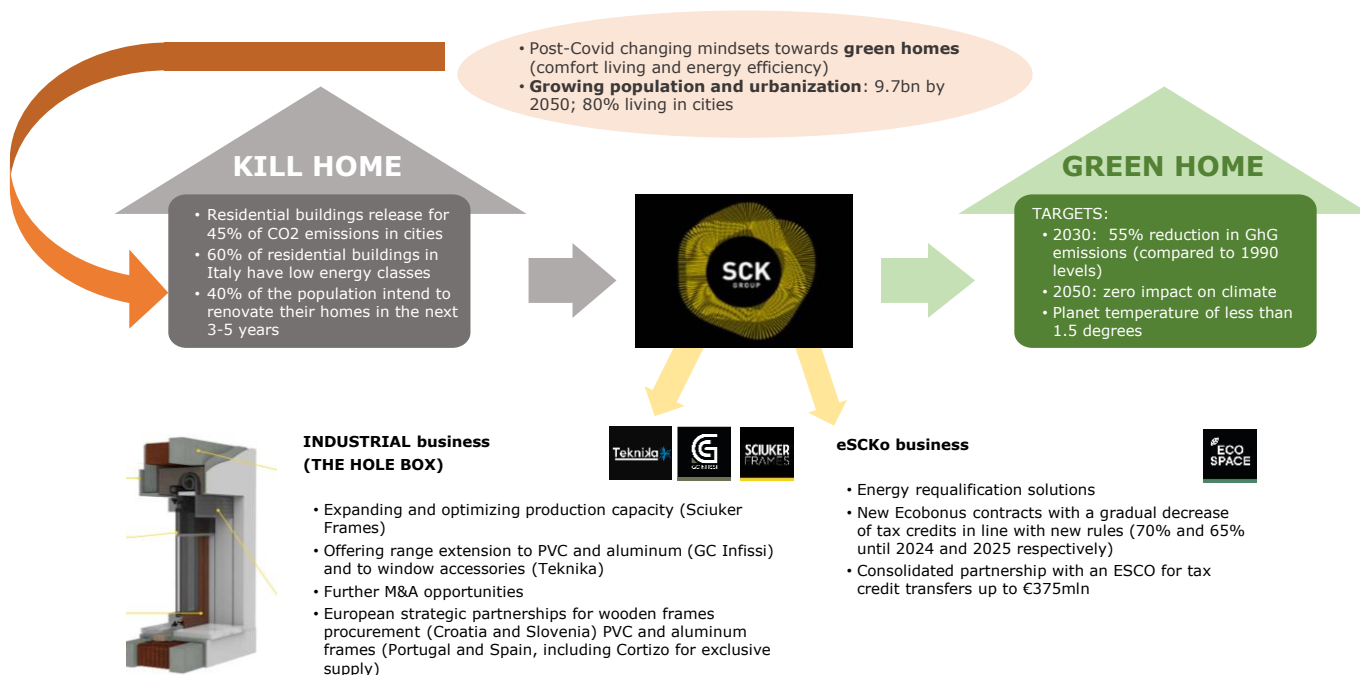 • Post-Covid changing mindsets towards green homes
(comfort living and energy efficiency)
• Growing population and urbanization: 9.7bn by
2050; 80% living in cities
KILL HOME
• Residential buildings release for
45% of CO2 emissions in cities
• 60% of residential buildings in
Italy have low energy classes
• 40% of the population intend to
renovate their homes in the next
3-5 years
SCK
GROUP
GREEN HOME
TARGETS:
• 2030:  55% reduction in GhG
emissions (compared to 1990
levels)
• 2050: zero impact on climate
• Planet temperature of less than
1.5 degrees
INDUSTRIAL business
(THE HOLE BOX)
Teknika
GC INFISSI
SCIUKER
FRAMES
• Expanding and optimizing production capacity (Sciuker
Frames)
• Offering range extension to PVC and aluminum (GC Infissi)
and to window accessories (Teknika)
• Further M&A opportunities
• European strategic partnerships for wooden frames
procurement (Croatia and Slovenia) PVC and aluminum
frames (Portugal and Spain, including Cortizo for exclusive
supply)
eSCKo business
ECO
SPACE
• Energy requalification solutions
• New Ecobonus contracts with a gradual decrease
of tax credits in line with new rules (70% and 65%
until 2024 and 2025 respectively)
• Consolidated partnership with an ESCO for tax
credit transfers up to €375mln